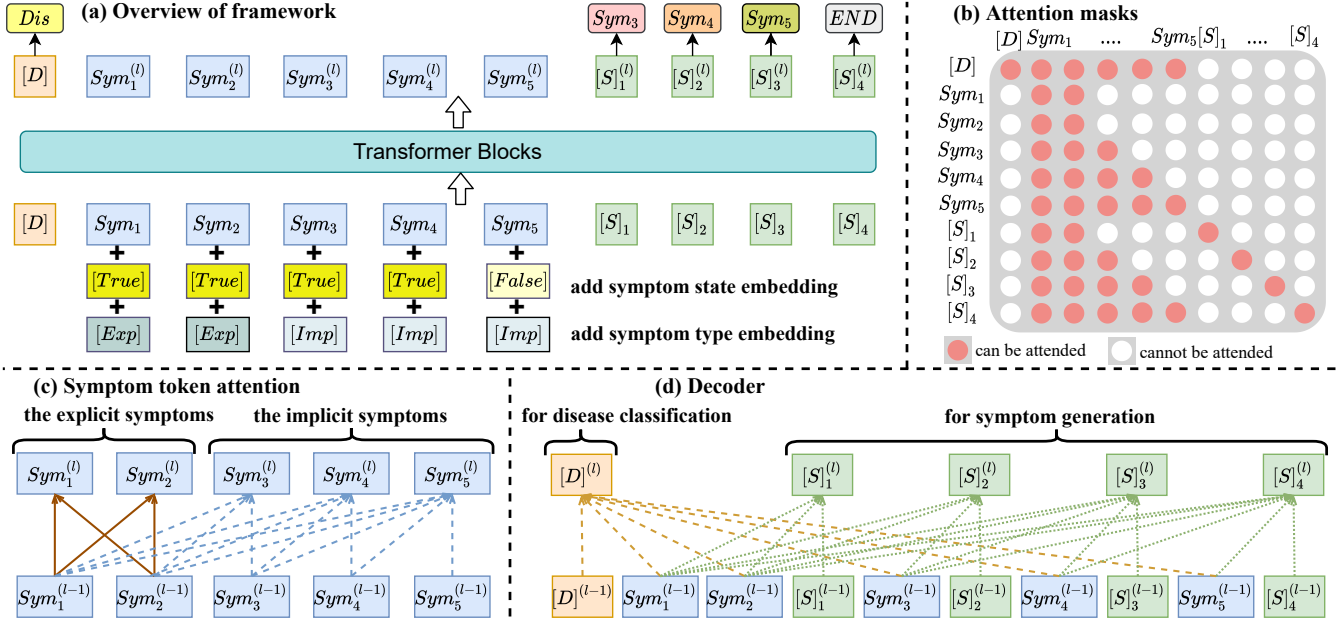 (a) Overview of framework
Dis Sym₃ Sym₄ Sym₅ END
[D] Sym₁⁽ˡ⁾ Sym₂⁽ˡ⁾ Sym₃⁽ˡ⁾ Sym₄⁽ˡ⁾ Sym₅⁽ˡ⁾ [S]₁⁽ˡ⁾ [S]₂⁽ˡ⁾ [S]₃⁽ˡ⁾ [S]₄⁽ˡ⁾
Transformer Blocks
[D] Sym₁ Sym₂ Sym₃ Sym₄ Sym₅ [S]₁ [S]₂ [S]₃ [S]₄
+ + + + +
[True] [True] [True] [True] [False] add symptom state embedding
+ + + + +
[Exp] [Exp] [Imp] [Imp] [Imp] add symptom type embedding
(b) Attention masks
[D] Sym₁ .... Sym₅ [S]₁ .... [S]₄
[D]
Sym₁
Sym₂
Sym₃
Sym₄
Sym₅
[S]₁
[S]₂
[S]₃
[S]₄
can be attended cannot be attended
(c) Symptom token attention
the explicit symptoms the implicit symptoms
Sym₁⁽ˡ⁾ Sym₂⁽ˡ⁾ Sym₃⁽ˡ⁾ Sym₄⁽ˡ⁾ Sym₅⁽ˡ⁾
Sym₁⁽ˡ⁻¹⁾ Sym₂⁽ˡ⁻¹⁾ Sym₃⁽ˡ⁻¹⁾ Sym₄⁽ˡ⁻¹⁾ Sym₅⁽ˡ⁻¹⁾
(d) Decoder
for disease classification for symptom generation
[D]⁽ˡ⁾ [S]₁⁽ˡ⁾ [S]₂⁽ˡ⁾ [S]₃⁽ˡ⁾ [S]₄⁽ˡ⁾
[D]⁽ˡ⁻¹⁾ Sym₁⁽ˡ⁻¹⁾ Sym₂⁽ˡ⁻¹⁾ [S]₁⁽ˡ⁻¹⁾ Sym₃⁽ˡ⁻¹⁾ [S]₂⁽ˡ⁻¹⁾ Sym₄⁽ˡ⁻¹⁾ [S]₃⁽ˡ⁻¹⁾ Sym₅⁽ˡ⁻¹⁾ [S]₄⁽ˡ⁻¹⁾